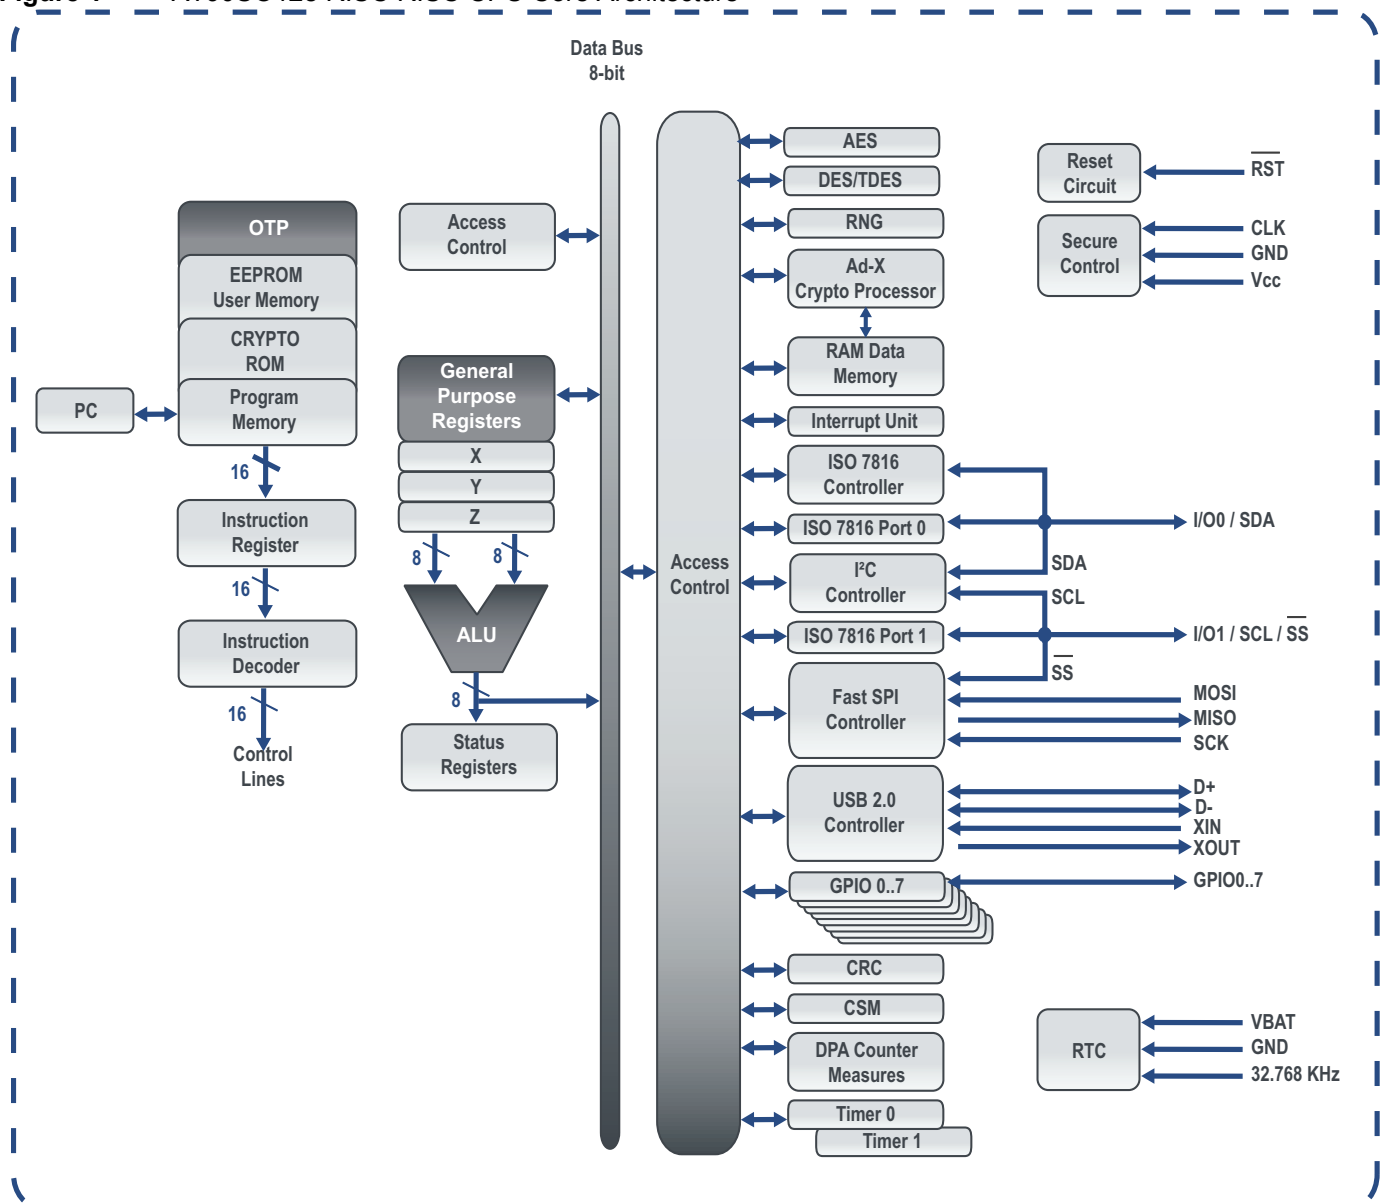 Data Bus
8-bit
OTP
EEPROM
User Memory
CRYPTO
ROM
Program
Memory
PC
16
Instruction
Register
16
Instruction
Decoder
16
Control
Lines
Access
Control
General
Purpose
Registers
X
Y
Z
8
8
ALU
8
Status
Registers
Access
Control
AES
DES/TDES
RNG
Ad-X
Crypto Processor
RAM Data
Memory
Interrupt Unit
ISO 7816
Controller
ISO 7816 Port 0
I²C
Controller
ISO 7816 Port 1
Fast SPI
Controller
USB 2.0
Controller
GPIO 0..7
CRC
CSM
DPA Counter
Measures
Timer 0
Timer 1
Reset
Circuit
RST
Secure
Control
CLK
GND
Vcc
I/O0 / SDA
SDA
SCL
I/O1 / SCL / SS
SS
MOSI
MISO
SCK
D+
D-
XIN
XOUT
GPIO0..7
RTC
VBAT
GND
32.768 KHz